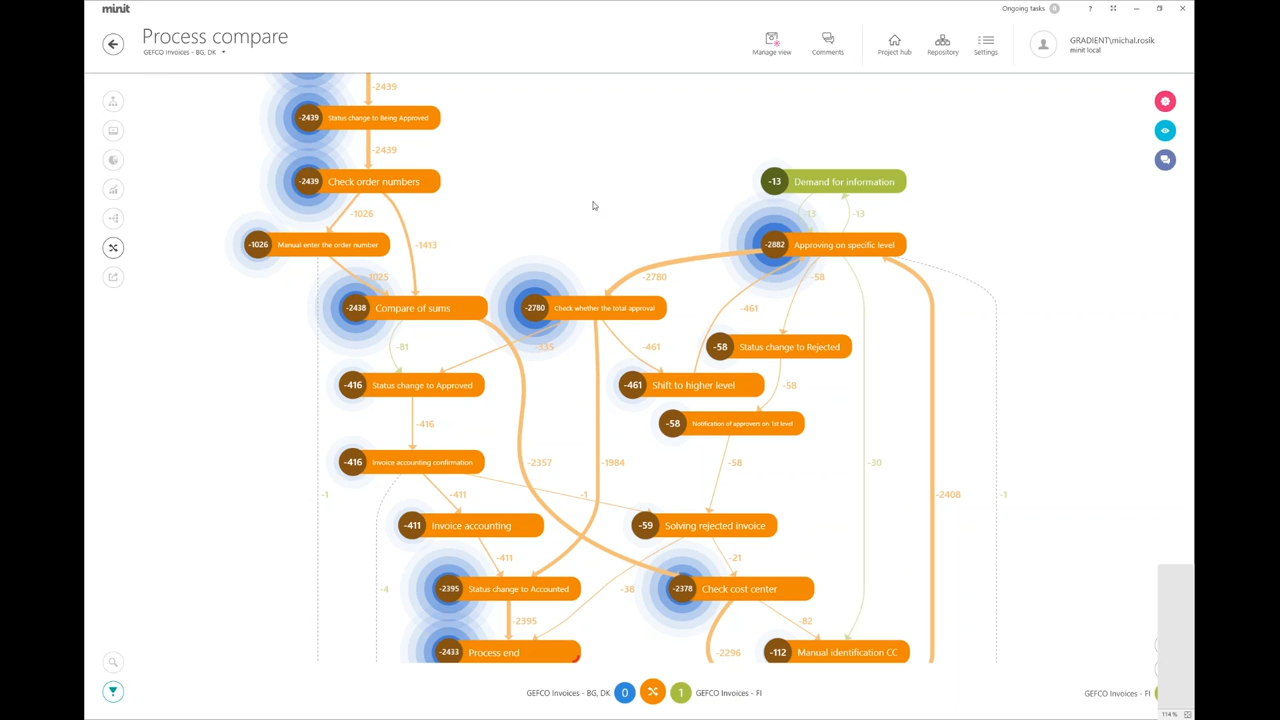 minit
Ongoing tasks 0
?
Process compare
GEFCO Invoices - BG, DK
Manage view
Comments
Project hub
Repository
Settings
GRADIENT\michal.rosik
minit local
-2439
-2439 Status change to Being Approved
-2439
-2439 Check order numbers
-13 Demand for information
-1026
-13
-13
-1026 Manual enter the order number
-1413
-2882 Approving on specific level
-1025
-2780
-58
-2438 Compare of sums
-2780 Check whether the total approval
-461
-81
-335
-461
-58 Status change to Rejected
-416 Status change to Approved
-461 Shift to higher level
-58
-416
-58 Notification of approvers on 1st level
-416 Invoice accounting confirmation
-2357
-1984
-58
-30
-1
-411
-1
-2408
-1
-411 Invoice accounting
-59 Solving rejected invoice
-411
-21
-4
-2395 Status change to Accounted
-38
-2378 Check cost center
-2395
-82
-2433 Process end
-2296
-112 Manual identification CC
GEFCO Invoices - BG, DK 0
1 GEFCO Invoices - FI
GEFCO Invoices - FI
114 %